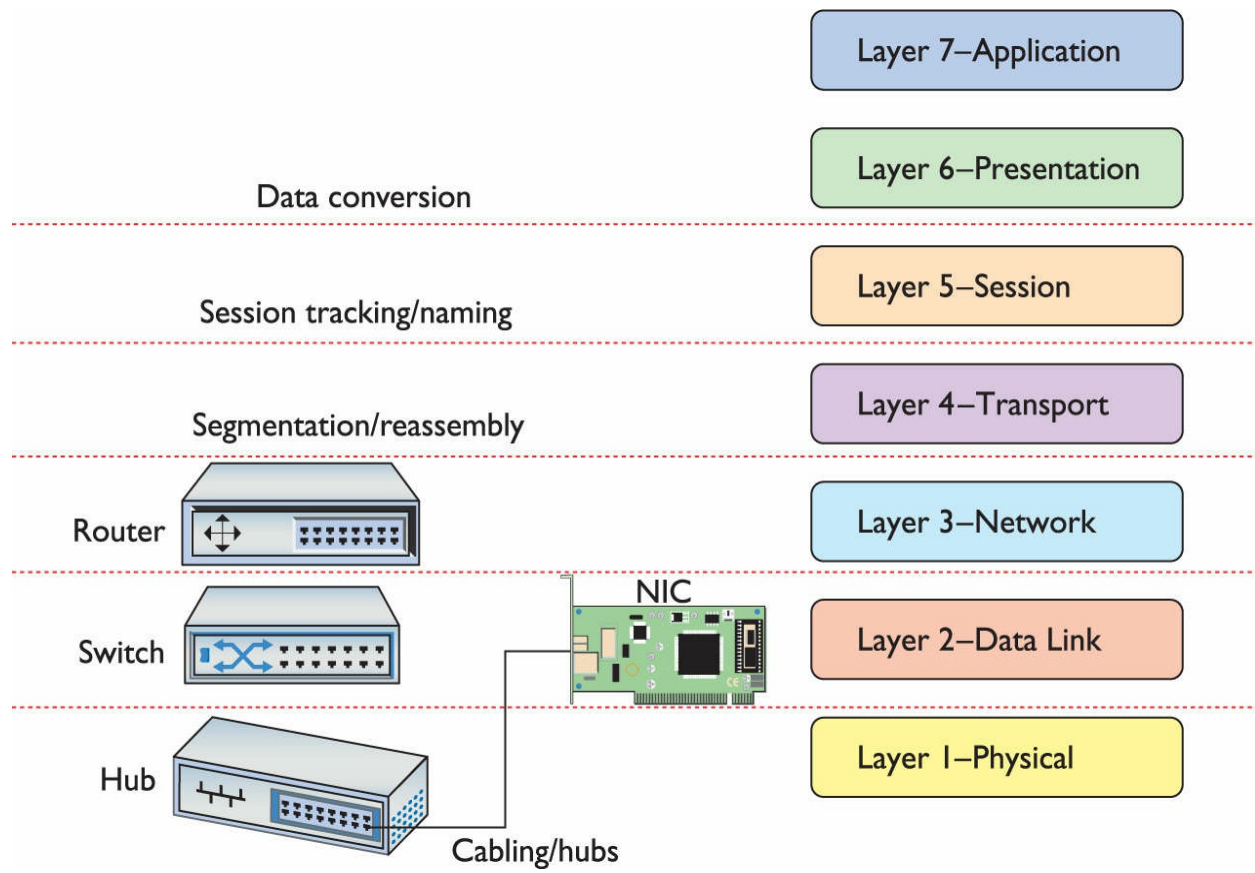 Layer 7–Application
Layer 6–Presentation
Data conversion
Layer 5–Session
Session tracking/naming
Layer 4–Transport
Segmentation/reassembly
Router
Layer 3–Network
NIC
Switch
Layer 2–Data Link
CE
Hub
Layer 1–Physical
Cabling/hubs